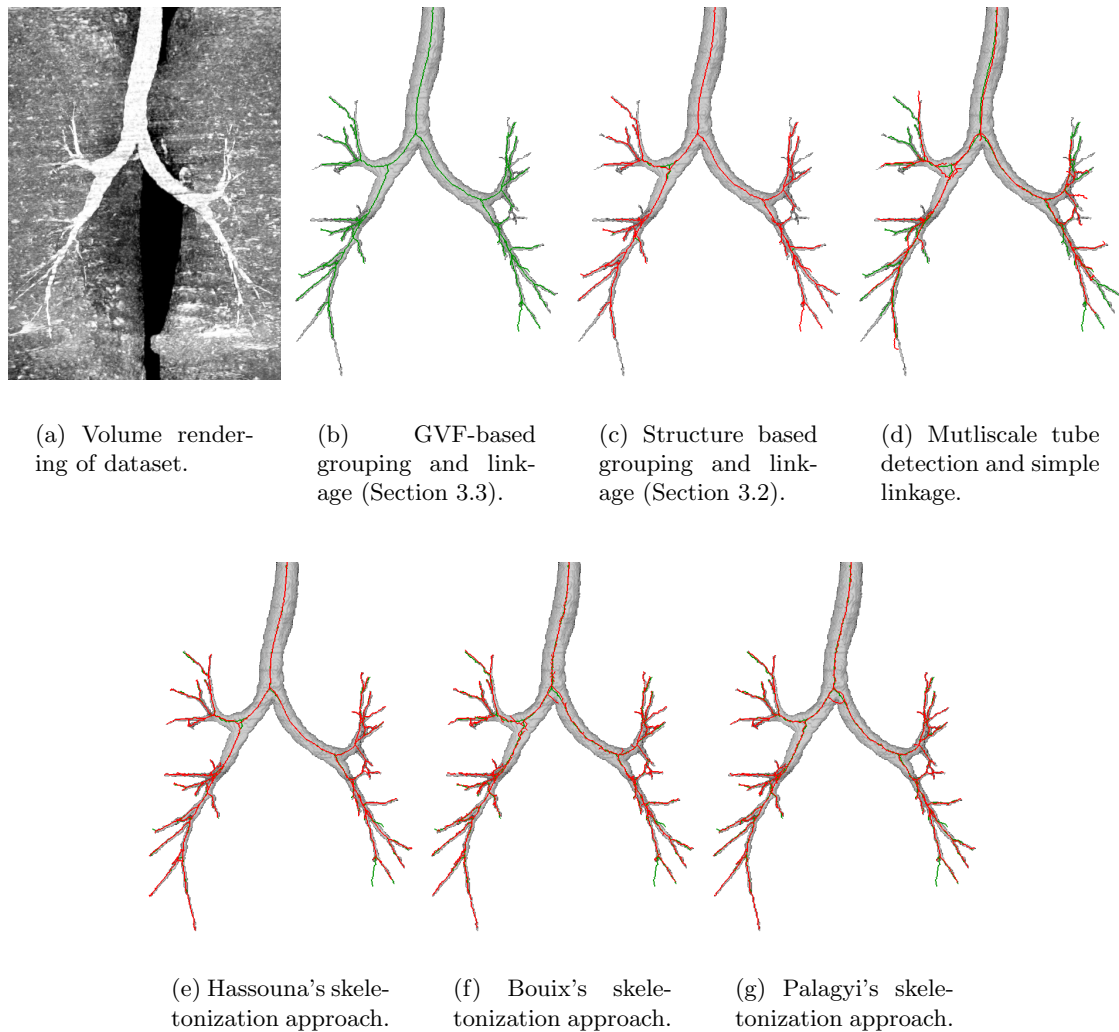 (a) Volume render-
ing of dataset.
(b) GVF-based
grouping and link-
age (Section 3.3).
(c) Structure based
grouping and link-
age (Section 3.2).
(d) Mutliscale tube
detection and simple
linkage.
(e) Hassouna's skele-
tonization approach.
(f) Bouix's skele-
tonization approach.
(g) Palagyi's skele-
tonization approach.